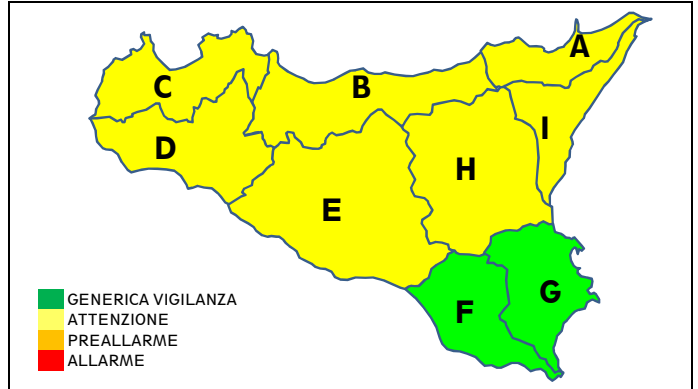 A
C
B
I
D
H
E
G
F
GENERICA VIGILANZA
ATTENZIONE
PREALLARME
ALLARME